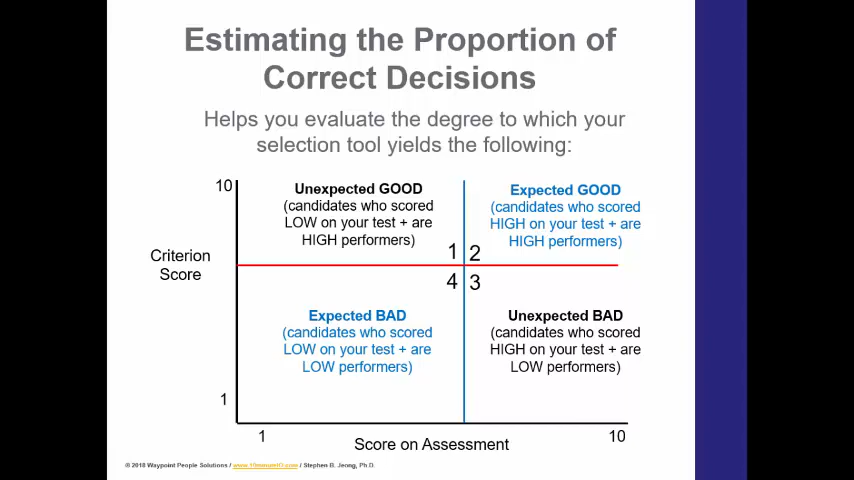 Estimating the Proportion of
Correct Decisions
Helps you evaluate the degree to which your
selection tool yields the following:
10
Unexpected GOOD
(candidates who scored
LOW on your test + are
HIGH performers)
Expected GOOD
(candidates who scored
HIGH on your test + are
HIGH performers)
1 2
Criterion
Score
4 3
Expected BAD
(candidates who scored
LOW on your test + are
LOW performers)
Unexpected BAD
(candidates who scored
HIGH on your test + are
LOW performers)
1
1
Score on Assessment
10
© 2018 Waypoint People Solutions / www.10minuteIO.com / Stephen B. Jeong, Ph.D.